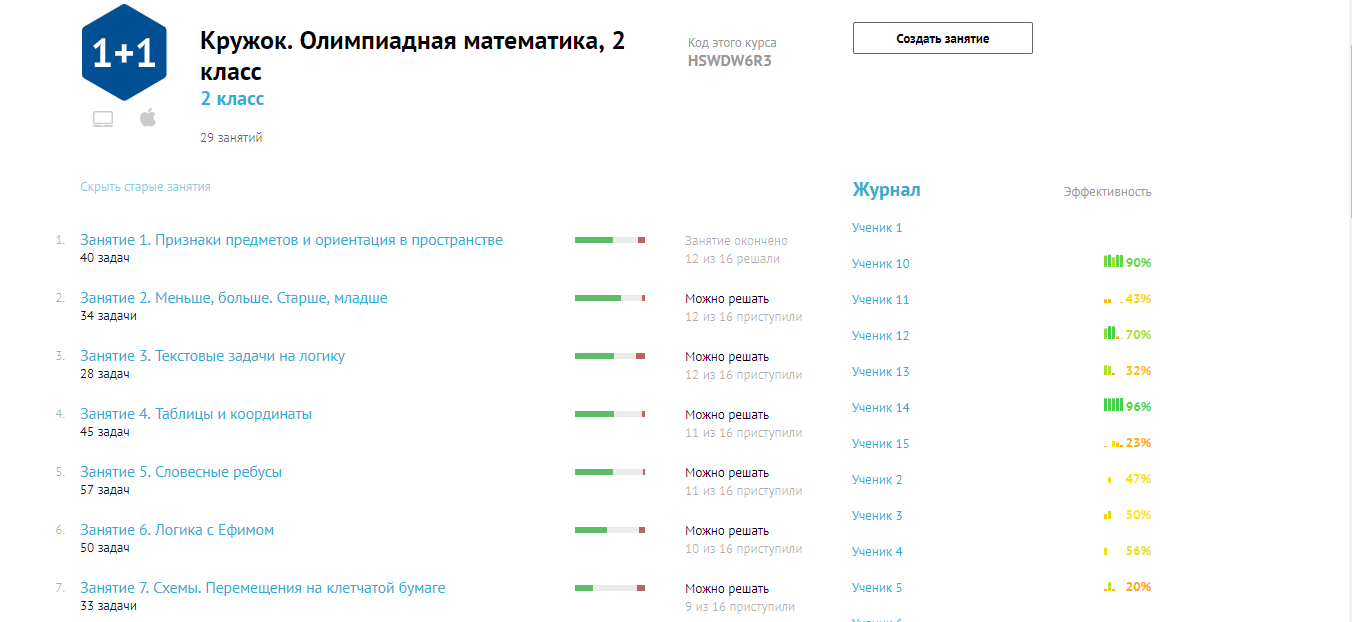 1+1
Кружок. Олимпиадная математика, 2
класс
2 класс
29 занятий
Код этого курса
HSWDW6R3
Создать занятие
Скрыть старые занятия
1. Занятие 1. Признаки предметов и ориентация в пространстве
40 задач
Занятие окончено
12 из 16 решали
2. Занятие 2. Меньше, больше. Старше, младше
34 задачи
Можно решать
12 из 16 приступили
3. Занятие 3. Текстовые задачи на логику
28 задач
Можно решать
12 из 16 приступили
4. Занятие 4. Таблицы и координаты
45 задач
Можно решать
11 из 16 приступили
5. Занятие 5. Словесные ребусы
57 задач
Можно решать
11 из 16 приступили
6. Занятие 6. Логика с Ефимом
50 задач
Можно решать
10 из 16 приступили
7. Занятие 7. Схемы. Перемещения на клетчатой бумаге
33 задачи
Можно решать
9 из 16 приступили
Журнал Эффективность
Ученик 1
Ученик 10 90%
Ученик 11 43%
Ученик 12 70%
Ученик 13 32%
Ученик 14 96%
Ученик 15 23%
Ученик 2 47%
Ученик 3 50%
Ученик 4 56%
Ученик 5 20%